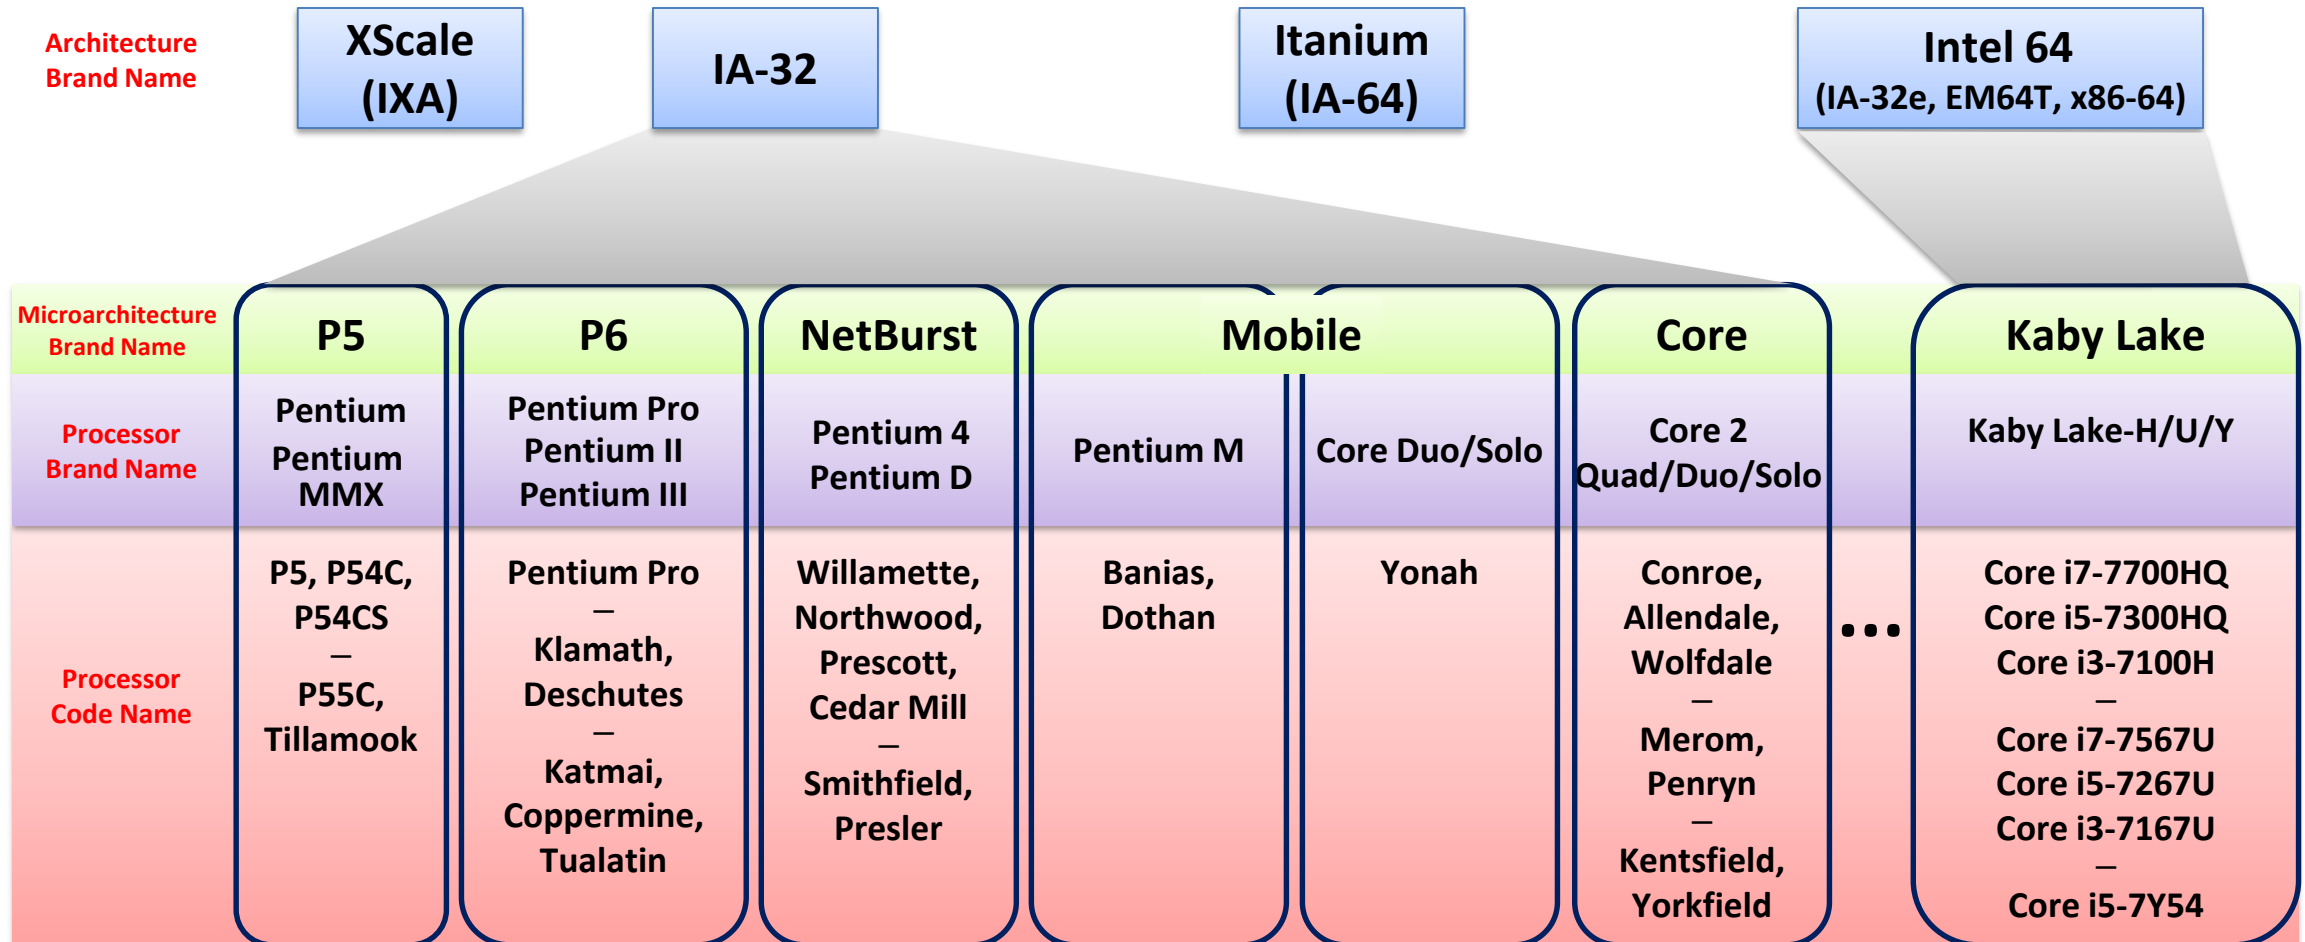 Architecture
Brand Name
XScale
(IXA)
IA-32
Itanium
(IA-64)
Intel 64
(IA-32e, EM64T, x86-64)
Microarchitecture
Brand Name
P5
P6
NetBurst
Mobile
Core
Kaby Lake
Processor
Brand Name
Pentium
Pentium
MMX
Pentium Pro
Pentium II
Pentium III
Pentium 4
Pentium D
Pentium M
Core Duo/Solo
Core 2
Quad/Duo/Solo
Kaby Lake-H/U/Y
Processor
Code Name
P5, P54C,
P54CS
–
P55C,
Tillamook
Pentium Pro
–
Klamath,
Deschutes
–
Katmai,
Coppermine,
Tualatin
Willamette,
Northwood,
Prescott,
Cedar Mill
–
Smithfield,
Presler
Banias,
Dothan
Yonah
Conroe,
Allendale,
Wolfdale
–
Merom,
Penryn
–
Kentsfield,
Yorkfield
...
Core i7-7700HQ
Core i5-7300HQ
Core i3-7100H
–
Core i7-7567U
Core i5-7267U
Core i3-7167U
–
Core i5-7Y54